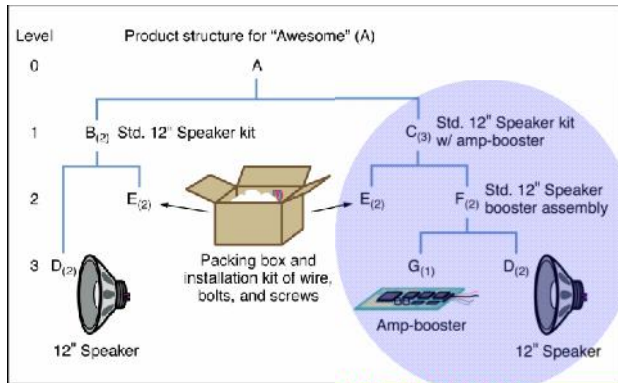 Level Product structure for “Awesome” (A)
0 A
1 B(2) Std. 12" Speaker kit C(3) Std. 12" Speaker kit
w/ amp-booster
2 E(2) E(2) F(2) Std. 12" Speaker
booster assembly
Packing box and
installation kit of wire,
bolts, and screws
3 D(2) G(1) D(2)
12" Speaker Amp-booster 12" Speaker